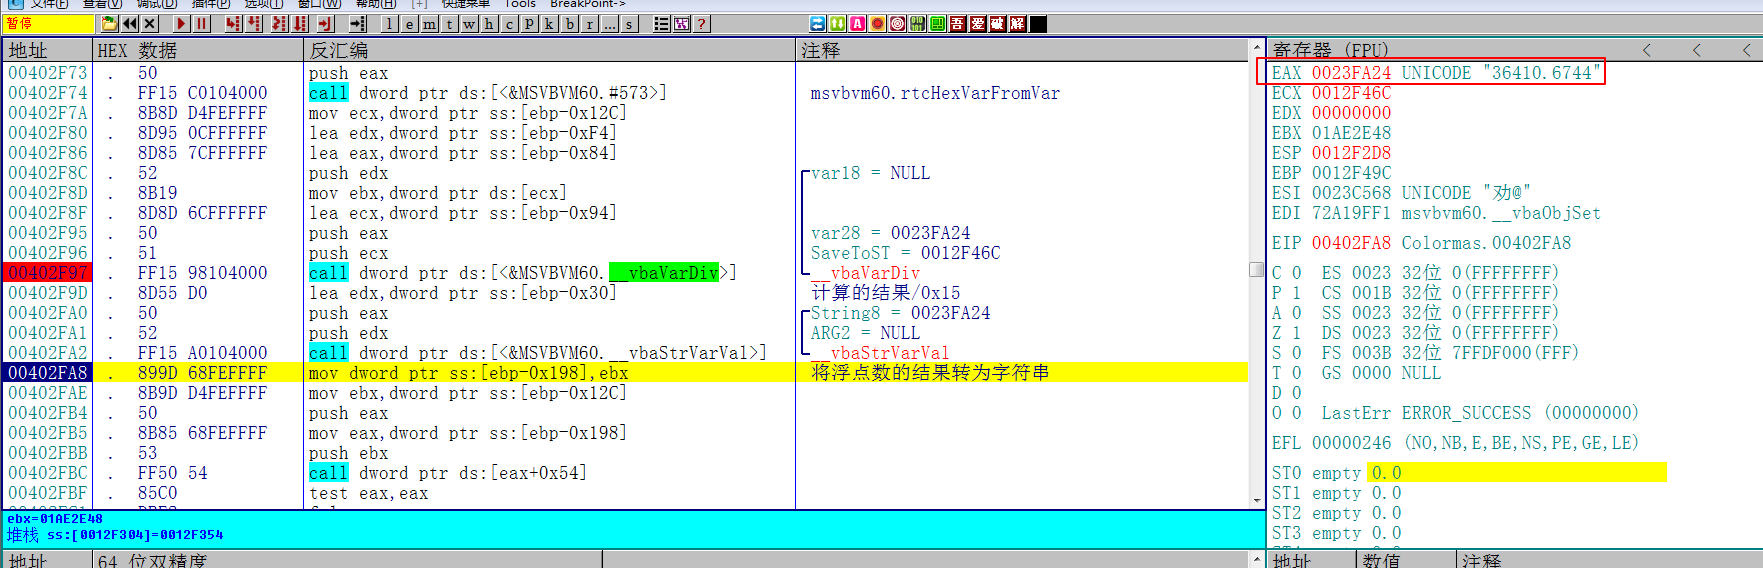 文件(F) 查看(V) 调试(D) 插件(P) 选项(T) 窗口(W) 帮助(H) [+] 快捷菜单 Tools BreakPoint->
暂停
l e m t w h c p k b r ... s ?
吾 爱 破 解
地址 HEX 数据 反汇编 注释
00402F73 . 50 push eax
00402F74 . FF15 C0104000 call dword ptr ds:[<&MSVBVM60.#573>] msvbvm60.rtcHexVarFromVar
00402F7A . 8B8D D4FEFFFF mov ecx,dword ptr ss:[ebp-0x12C]
00402F80 . 8D95 0CFFFFFF lea edx,dword ptr ss:[ebp-0xF4]
00402F86 . 8D85 7CFFFFFF lea eax,dword ptr ss:[ebp-0x84]
00402F8C . 52 push edx var18 = NULL
00402F8D . 8B19 mov ebx,dword ptr ds:[ecx]
00402F8F . 8D8D 6CFFFFFF lea ecx,dword ptr ss:[ebp-0x94]
00402F95 . 50 push eax var28 = 0023FA24
00402F96 . 51 push ecx SaveToST = 0012F46C
00402F97 . FF15 98104000 call dword ptr ds:[<&MSVBVM60.__vbaVarDiv>] __vbaVarDiv
00402F9D . 8D55 D0 lea edx,dword ptr ss:[ebp-0x30] 计算的结果/0x15
00402FA0 . 50 push eax String8 = 0023FA24
00402FA1 . 52 push edx ARG2 = NULL
00402FA2 . FF15 A0104000 call dword ptr ds:[<&MSVBVM60.__vbaStrVarVal>] __vbaStrVarVal
00402FA8 . 899D 68FEFFFF mov dword ptr ss:[ebp-0x198],ebx 将浮点数的结果转为字符串
00402FAE . 8B9D D4FEFFFF mov ebx,dword ptr ss:[ebp-0x12C]
00402FB4 . 50 push eax
00402FB5 . 8B85 68FEFFFF mov eax,dword ptr ss:[ebp-0x198]
00402FBB . 53 push ebx
00402FBC . FF50 54 call dword ptr ds:[eax+0x54]
00402FBF . 85C0 test eax,eax
ebx=01AE2E48
堆栈 ss:[0012F304]=0012F354
地址 64 位双精度
寄存器 (FPU) < < <
EAX 0023FA24 UNICODE "36410.6744"
ECX 0012F46C
EDX 00000000
EBX 01AE2E48
ESP 0012F2D8
EBP 0012F49C
ESI 0023C568 UNICODE "劝@"
EDI 72A19FF1 msvbvm60.__vbaObjSet
EIP 00402FA8 Colormas.00402FA8
C 0 ES 0023 32位 0(FFFFFFFF)
P 1 CS 001B 32位 0(FFFFFFFF)
A 0 SS 0023 32位 0(FFFFFFFF)
Z 1 DS 0023 32位 0(FFFFFFFF)
S 0 FS 003B 32位 7FFDF000(FFF)
T 0 GS 0000 NULL
D 0
O 0 LastErr ERROR_SUCCESS (00000000)
EFL 00000246 (NO,NB,E,BE,NS,PE,GE,LE)
ST0 empty 0.0
ST1 empty 0.0
ST2 empty 0.0
ST3 empty 0.0
地址 数值 注释